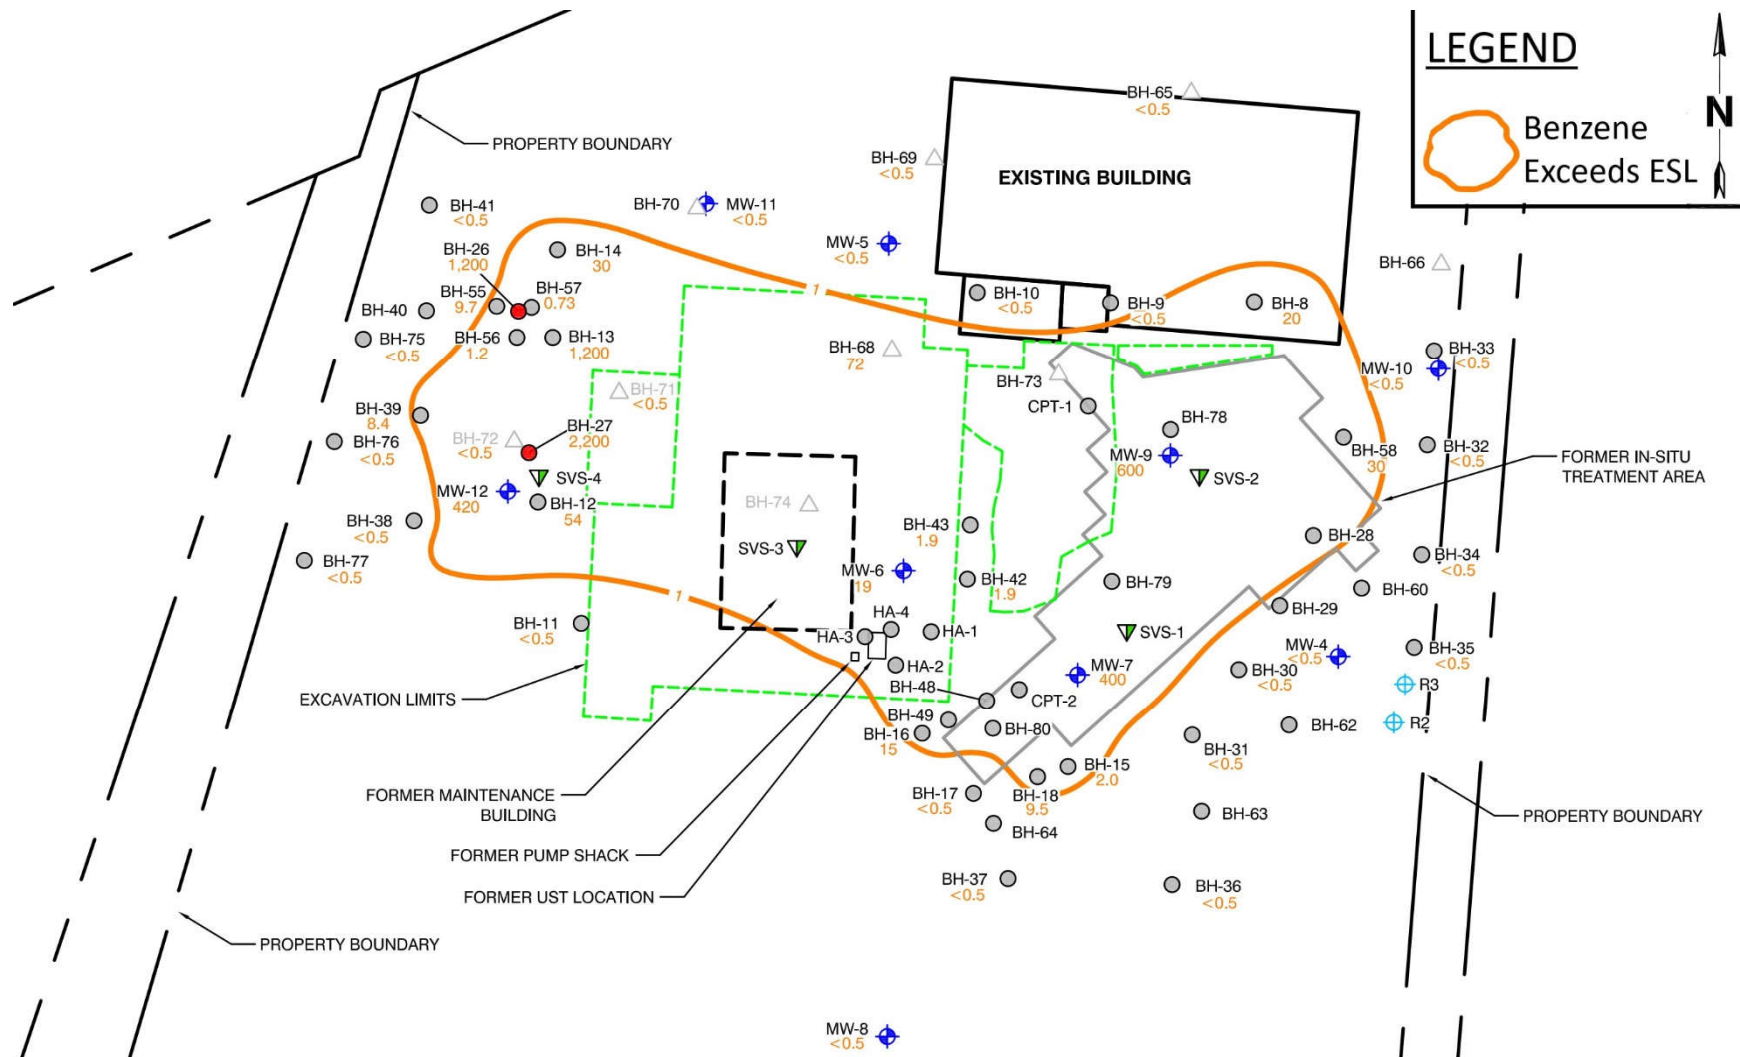 LEGEND
Benzene
Exceeds ESL
N
BH-65
<0.5
PROPERTY BOUNDARY
BH-69
<0.5
EXISTING BUILDING
BH-41
<0.5
BH-70
MW-11
<0.5
BH-26
1,200
BH-14
30
MW-5
<0.5
BH-66
BH-55
9.7
BH-57
0.73
1
BH-10
<0.5
BH-9
<0.5
BH-8
20
BH-40
BH-75
<0.5
BH-56
1.2
BH-13
1,200
BH-68
72
BH-33
<0.5
MW-10
<0.5
BH-73
BH-71
<0.5
CPT-1
BH-39
8.4
BH-78
BH-76
<0.5
BH-72
<0.5
BH-27
2,200
MW-9
600
BH-58
30
BH-32
<0.5
FORMER IN-SITU
TREATMENT AREA
SVS-4
SVS-2
MW-12
420
BH-12
54
BH-74
BH-38
<0.5
BH-43
1.9
BH-28
SVS-3
BH-77
<0.5
BH-34
<0.5
MW-6
19
BH-42
1.9
BH-79
BH-60
1
BH-29
BH-11
<0.5
HA-4
HA-3
HA-1
SVS-1
MW-4
<0.5
BH-35
<0.5
HA-2
MW-7
400
BH-30
<0.5
R3
EXCAVATION LIMITS
BH-48
CPT-2
BH-49
BH-16
15
BH-80
BH-62
R2
BH-31
<0.5
BH-15
2.0
FORMER MAINTENANCE
BUILDING
BH-17
<0.5
BH-18
9.5
BH-63
PROPERTY BOUNDARY
BH-64
FORMER PUMP SHACK
BH-37
<0.5
BH-36
<0.5
FORMER UST LOCATION
PROPERTY BOUNDARY
MW-8
<0.5